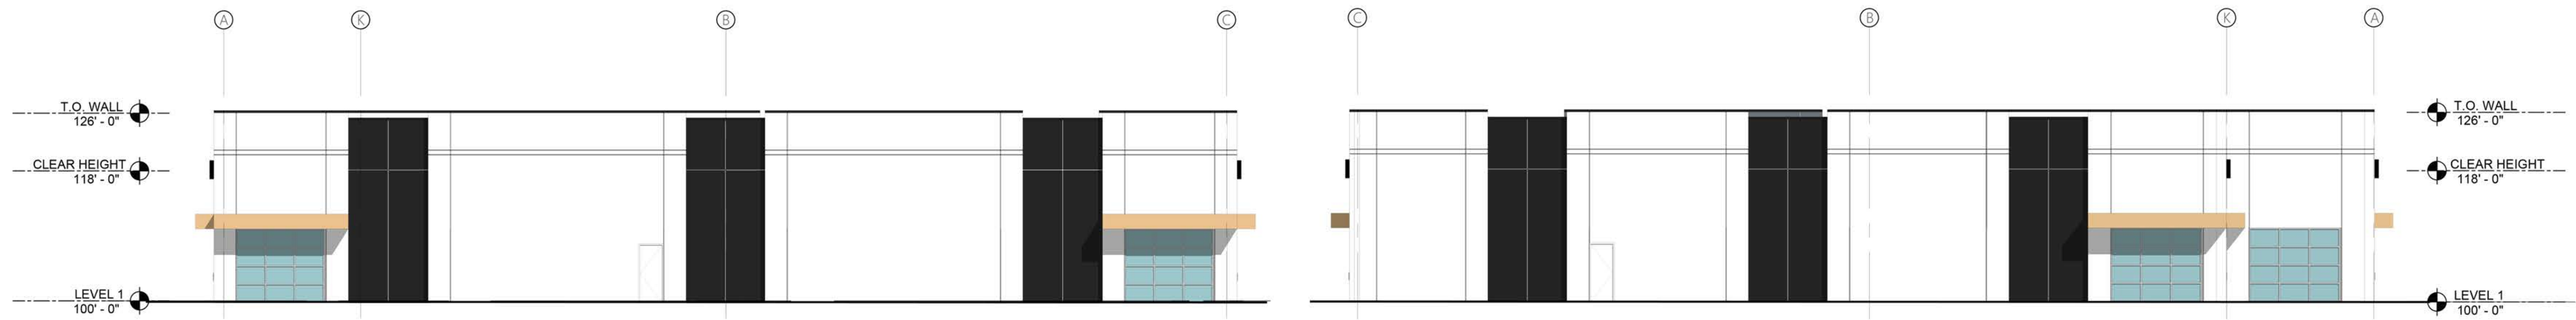 A K B C
C B K A
T.O. WALL
126' - 0"
CLEAR HEIGHT
118' - 0"
LEVEL 1
100' - 0"
T.O. WALL
126' - 0"
CLEAR HEIGHT
118' - 0"
LEVEL 1
100' - 0"